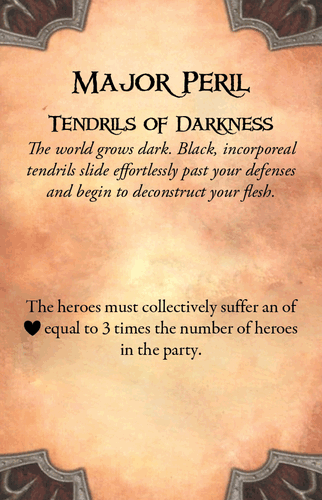 Major Peril
Tendrils of Darkness
The world grows dark. Black, incorporeal
tendrils slide effortlessly past your defenses
and begin to deconstruct your flesh.
The heroes must collectively suffer an of
♥ equal to 3 times the number of heroes
in the party.